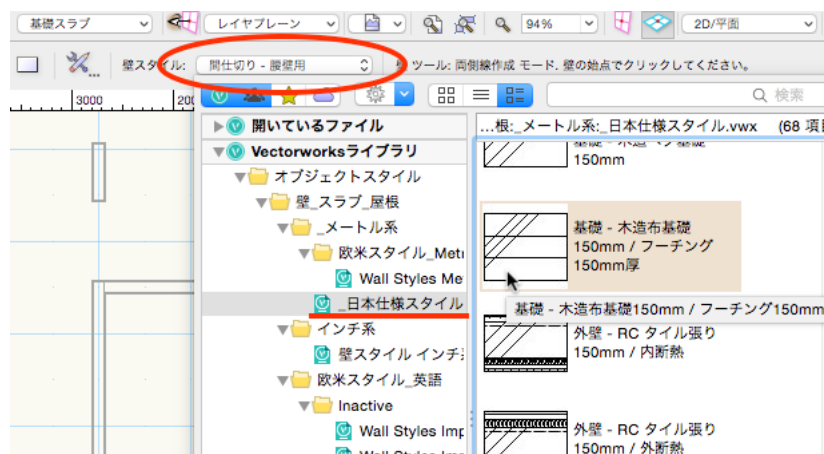 基礎スラブ
レイヤプレーン
94%
2D/平面
壁スタイル:
間仕切り - 腰壁用
ツール: 両側線作成 モード. 壁の始点でクリックしてください。
3000
200
検索
開いているファイル
...根:_メートル系:_日本仕様スタイル.vwx (68 項
Vectorworksライブラリ
150mm
オブジェクトスタイル
壁_スラブ_屋根
_メートル系
欧米スタイル_Metr
Wall Styles Me
_日本仕様スタイル
インチ系
壁スタイル インチ
欧米スタイル_英語
Inactive
Wall Styles Imp
基礎 - 木造布基礎
150mm / フーチング
150mm厚
基礎 - 木造布基礎150mm / フーチング150mm
外壁 - RC タイル張り
150mm / 内断熱
外壁 - RC タイル張り
150mm / 外断熱